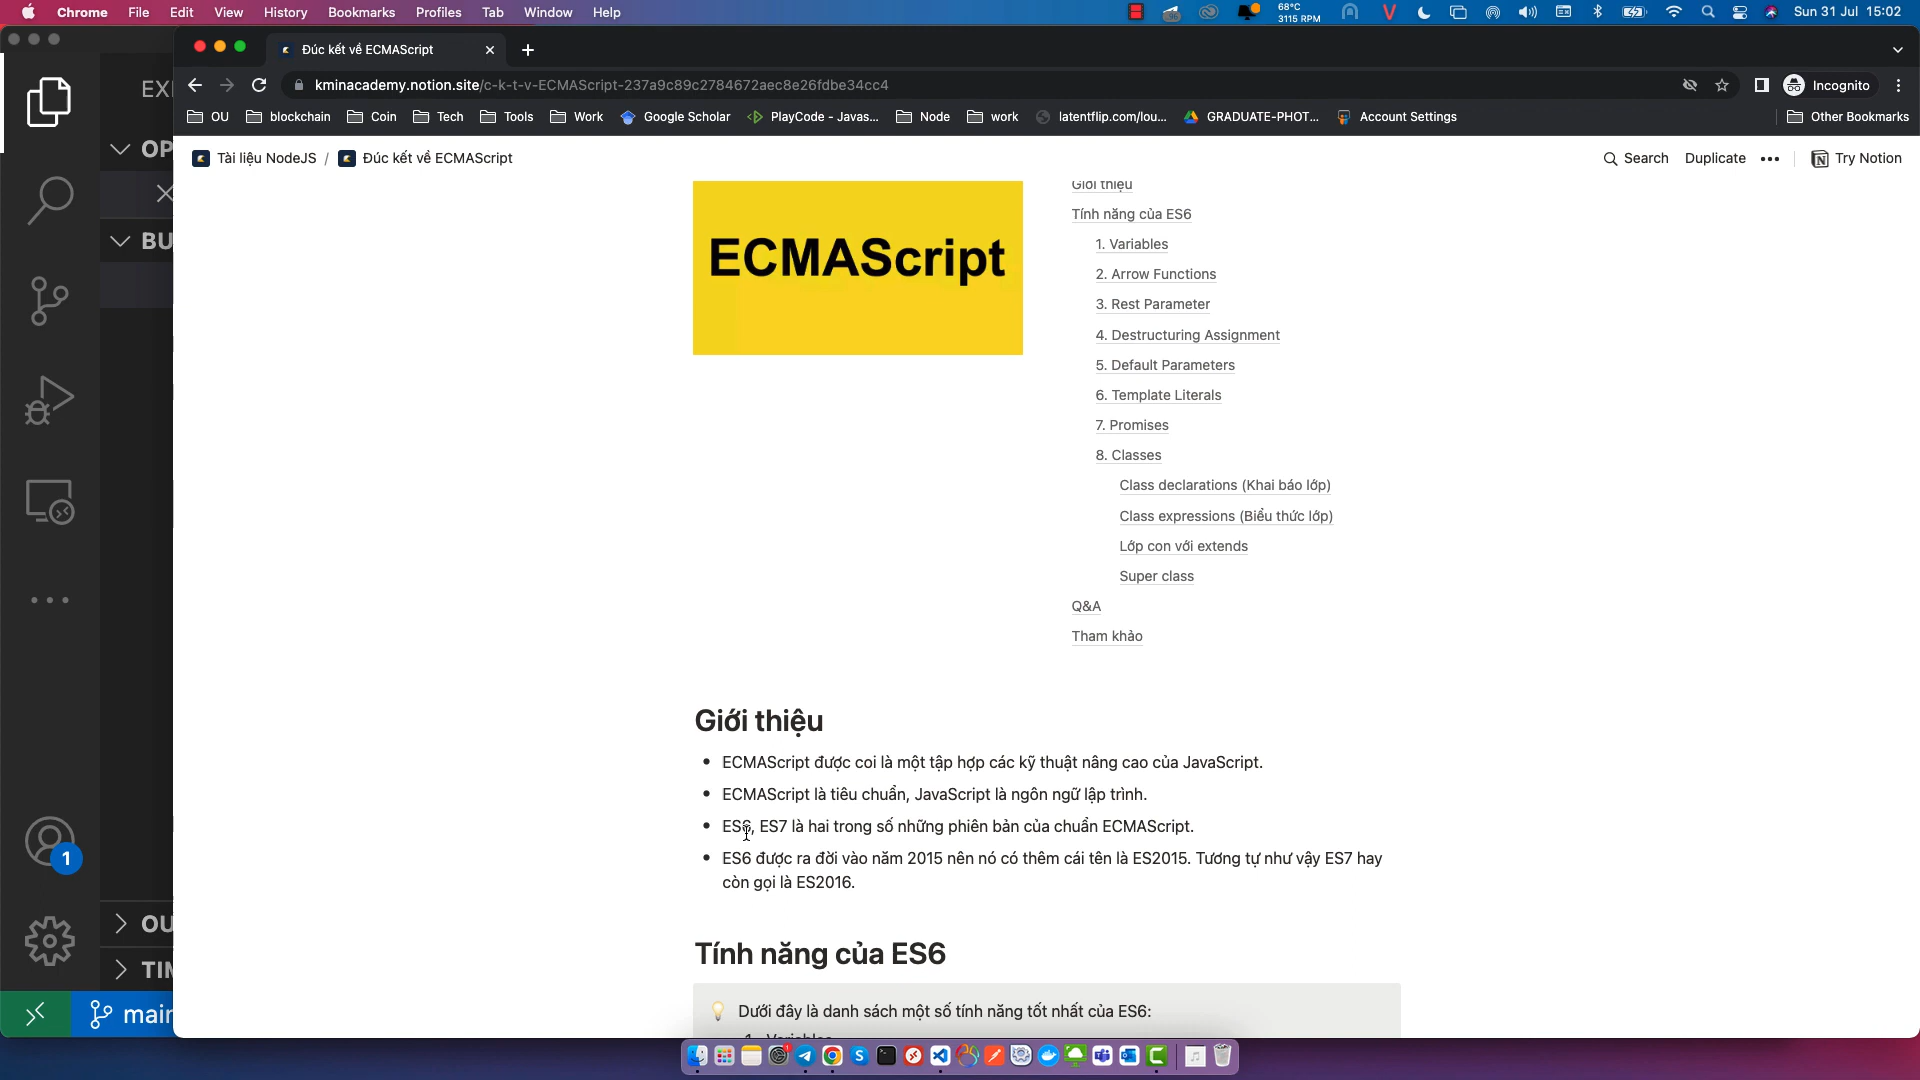 Chrome File Edit View History Bookmarks Profiles Tab Window Help
68°C
3115 RPM
Sun 31 Jul 15:02
Đúc kết về ECMAScript
kminacademy.notion.site/c-k-t-v-ECMAScript-237a9c89c2784672aec8e26fdbe34cc4
Incognito
OU blockchain Coin Tech Tools Work Google Scholar PlayCode - Javas... Node work latentflip.com/lou... GRADUATE-PHOT... Account Settings Other Bookmarks
Tài liệu NodeJS / Đúc kết về ECMAScript
Search Duplicate Try Notion
EXI
OP
BU
OU
TIM
main
1
ECMAScript
Giới thiệu
Tính năng của ES6
1. Variables
2. Arrow Functions
3. Rest Parameter
4. Destructuring Assignment
5. Default Parameters
6. Template Literals
7. Promises
8. Classes
Class declarations (Khai báo lớp)
Class expressions (Biểu thức lớp)
Lớp con với extends
Super class
Q&A
Tham khảo
Giới thiệu
• ECMAScript được coi là một tập hợp các kỹ thuật nâng cao của JavaScript.
• ECMAScript là tiêu chuẩn, JavaScript là ngôn ngữ lập trình.
• ES6, ES7 là hai trong số những phiên bản của chuẩn ECMAScript.
• ES6 được ra đời vào năm 2015 nên nó có thêm cái tên là ES2015. Tương tự như vậy ES7 hay
còn gọi là ES2016.
Tính năng của ES6
Dưới đây là danh sách một số tính năng tốt nhất của ES6:
1. Variables